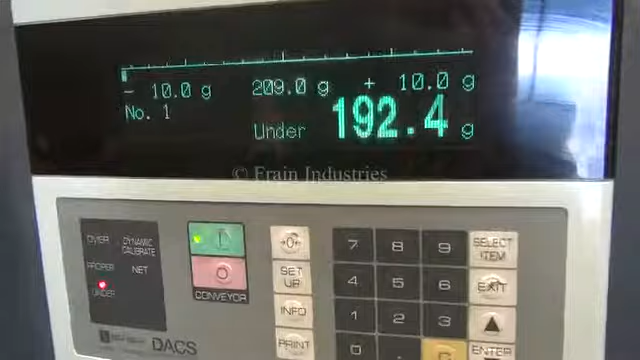 - 10.0 g 209.0 g + 10.0 g
No. 1
Under 192.4 g
© Frain Industries
OVER DYNAMIC CALIBRATE
PROPER NET
UNDER
CONVEYOR
→0←
SET UP
INFO
PRINT
7 8 9
4 5 6
1 2 3
0 . C
SELECT ITEM
EXIT
ENTER
DACS